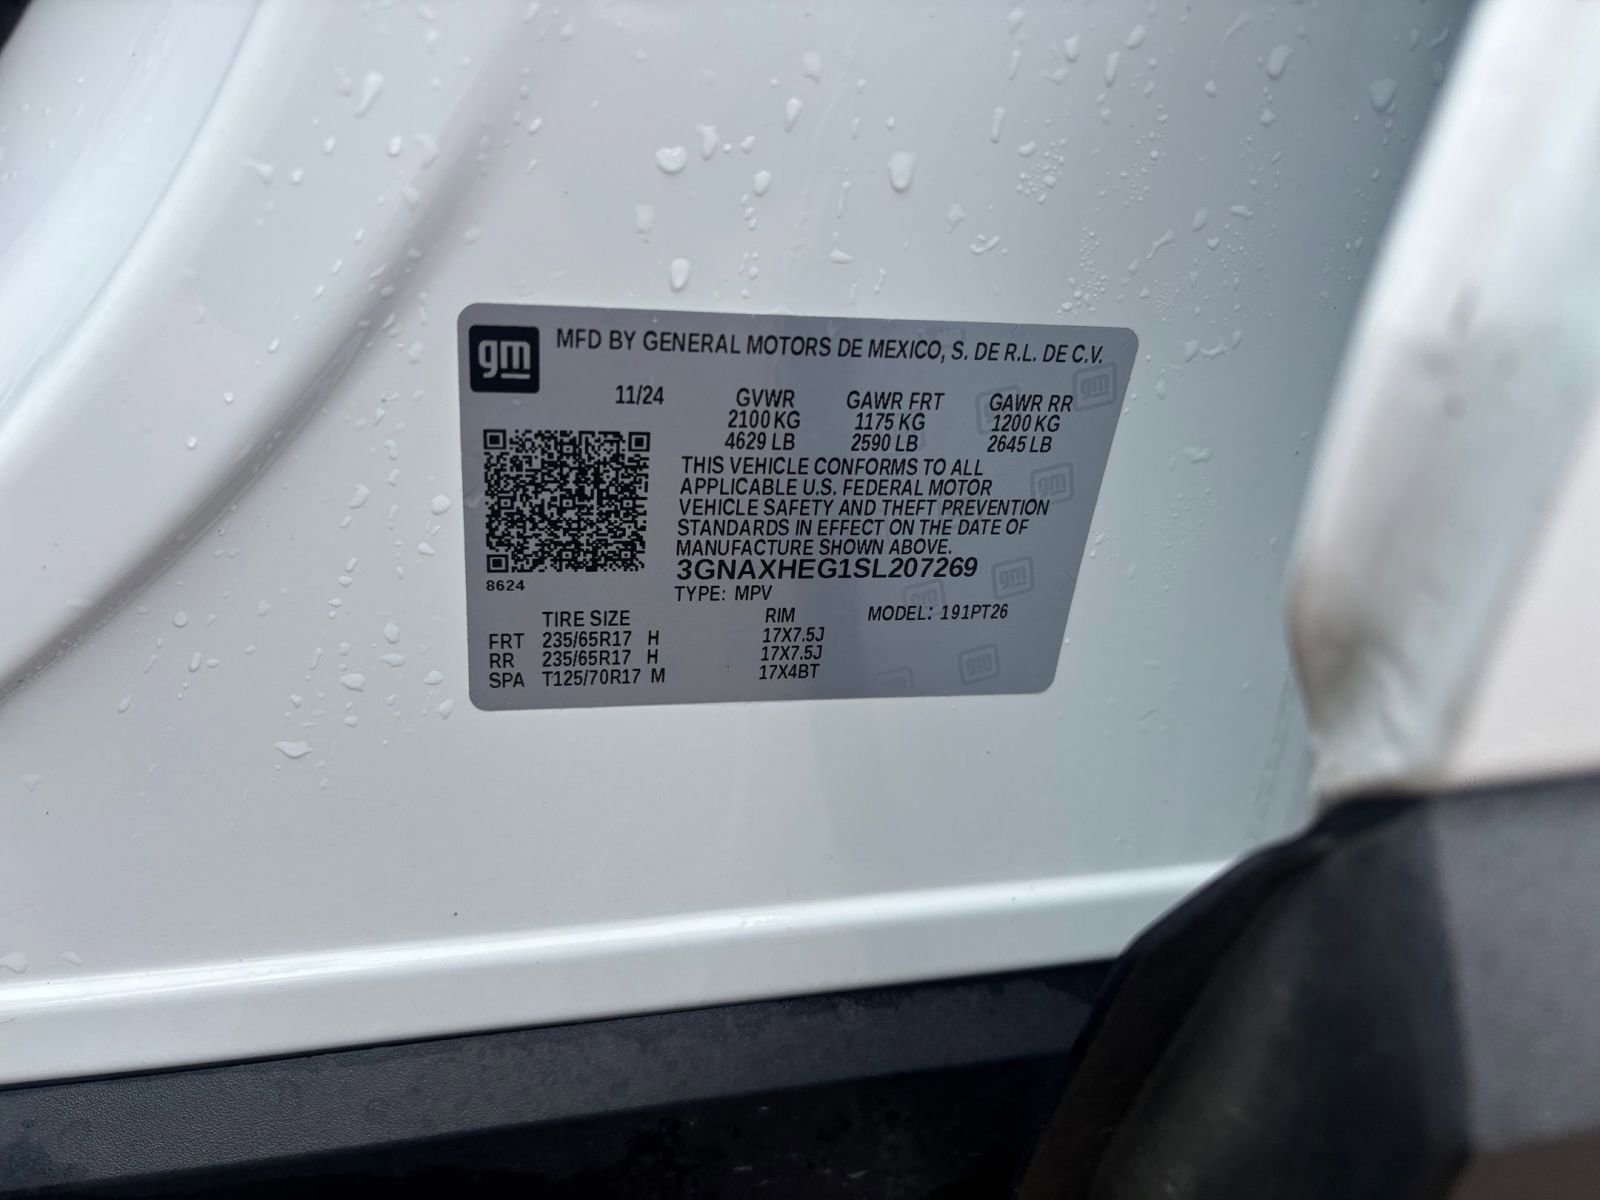 gm MFD BY GENERAL MOTORS DE MEXICO, S. DE R.L. DE C.V.
11/24 GVWR GAWR FRT GAWR RR
2100 KG 1175 KG 1200 KG
4629 LB 2590 LB 2645 LB
THIS VEHICLE CONFORMS TO ALL
APPLICABLE U.S. FEDERAL MOTOR
VEHICLE SAFETY AND THEFT PREVENTION
STANDARDS IN EFFECT ON THE DATE OF
MANUFACTURE SHOWN ABOVE.
3GNAXHEG1SL207269
8624
TYPE: MPV
TIRE SIZE RIM MODEL: 191PT26
FRT 235/65R17 H 17X7.5J
RR 235/65R17 H 17X7.5J
SPA T125/70R17 M 17X4BT